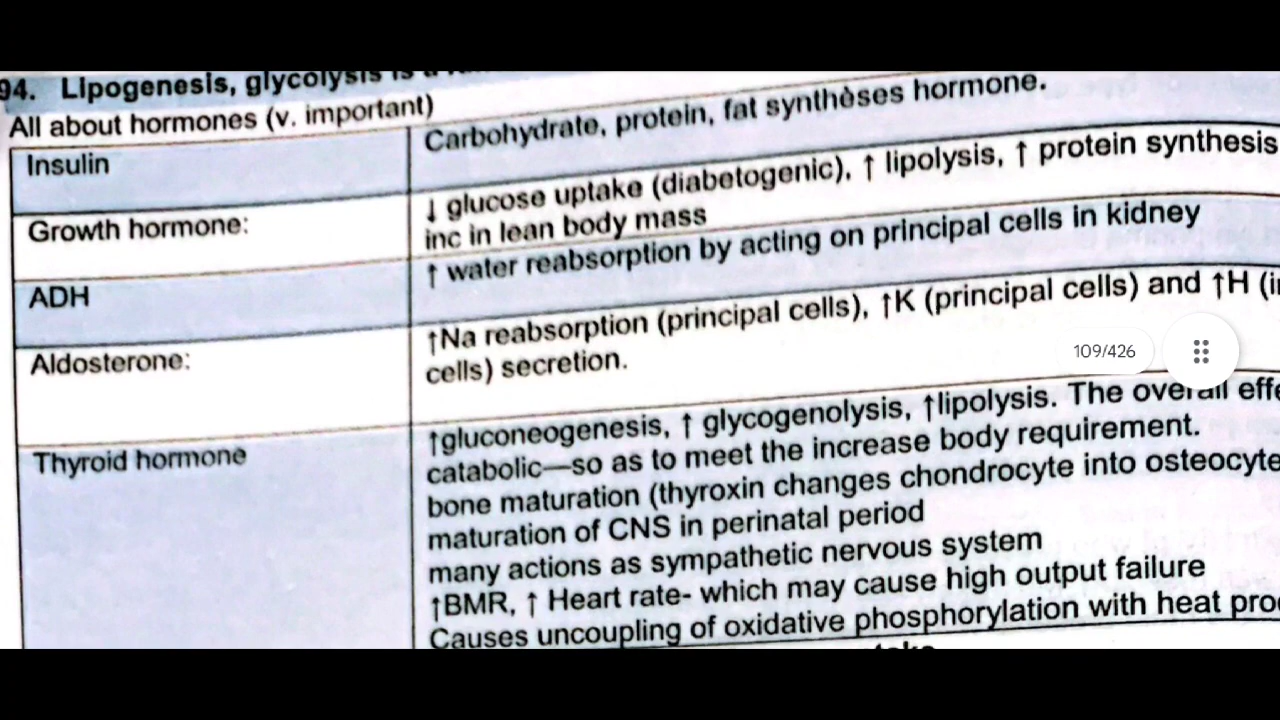 94. Lipogenesis, glycolysis is a
All about hormones (v. important)
Insulin
Carbohydrate, protein, fat synthèses hormone.
Growth hormone:
↓ glucose uptake (diabetogenic), ↑ lipolysis, ↑ protein synthesis
inc in lean body mass
ADH
↑ water reabsorption by acting on principal cells in kidney
Aldosterone:
↑Na reabsorption (principal cells), ↑K (principal cells) and ↑H
cells) secretion.
109/426
Thyroid hormone
↑gluconeogenesis, ↑ glycogenolysis, ↑lipolysis. The overall
catabolic—so as to meet the increase body requirement.
bone maturation (thyroxin changes chondrocyte into osteocyte
maturation of CNS in perinatal period
many actions as sympathetic nervous system
↑BMR, ↑ Heart rate- which may cause high output failure
Causes uncoupling of oxidative phosphorylation with heat